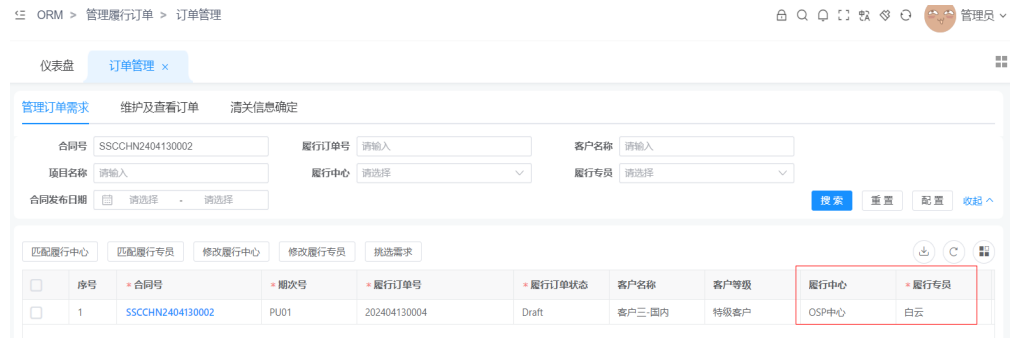 ORM > 管理履行订单 > 订单管理 管理员
仪表盘 订单管理 ×
管理订单需求 维护及查看订单 清关信息确定
合同号 SSCCHN2404130002 履行订单号 请输入 客户名称 请输入
项目名称 请输入 履行中心 请选择 履行专员 请选择
合同发布日期 请选择 - 请选择 搜索 重置 配置 收起
匹配履行中心 匹配履行专员 修改履行中心 修改履行专员 挑选需求
序号 * 合同号 * 期次号 * 履行订单号 * 履行订单状态 客户名称 客户等级 履行中心 * 履行专员
1 SSCCHN2404130002 PU01 202404130004 Draft 客户三-国内 特级客户 OSP中心 白云